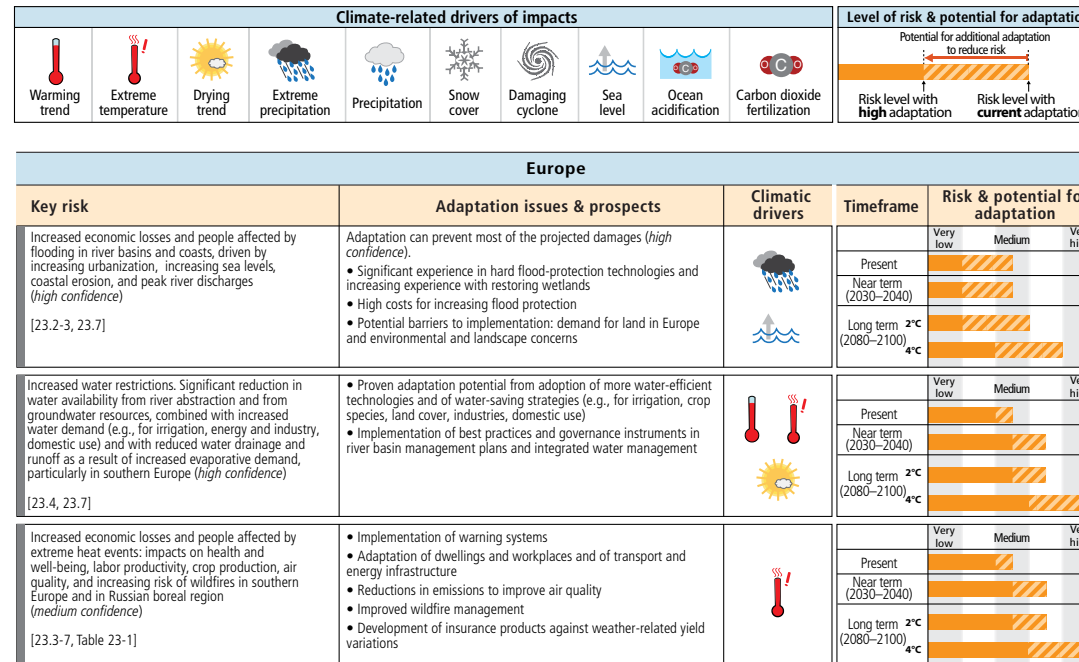 Climate-related drivers of impacts
Warming trend
Extreme temperature
Drying trend
Extreme precipitation
Precipitation
Snow cover
Damaging cyclone
Sea level
C
Ocean acidification
C
Carbon dioxide fertilization
Level of risk & potential for adaptatio
Potential for additional adaptation
to reduce risk
Risk level with
high adaptation
Risk level with
current adaptation
Europe
Key risk
Adaptation issues & prospects
Climatic drivers
Timeframe
Risk & potential fo
adaptation
Increased economic losses and people affected by
flooding in river basins and coasts, driven by
increasing urbanization, increasing sea levels,
coastal erosion, and peak river discharges
(high confidence)
[23.2-3, 23.7]
Adaptation can prevent most of the projected damages (high
confidence).
• Significant experience in hard flood-protection technologies and
increasing experience with restoring wetlands
• High costs for increasing flood protection
• Potential barriers to implementation: demand for land in Europe
and environmental and landscape concerns
Very low
Medium
Ve
hi
Present
Near term
(2030–2040)
Long term
(2080–2100)
2°C
4°C
Increased water restrictions. Significant reduction in
water availability from river abstraction and from
groundwater resources, combined with increased
water demand (e.g., for irrigation, energy and industry,
domestic use) and with reduced water drainage and
runoff as a result of increased evaporative demand,
particularly in southern Europe (high confidence)
[23.4, 23.7]
• Proven adaptation potential from adoption of more water-efficient
technologies and of water-saving strategies (e.g., for irrigation, crop
species, land cover, industries, domestic use)
• Implementation of best practices and governance instruments in
river basin management plans and integrated water management
Very low
Medium
Ve
hi
Present
Near term
(2030–2040)
Long term
(2080–2100)
2°C
4°C
Increased economic losses and people affected by
extreme heat events: impacts on health and
well-being, labor productivity, crop production, air
quality, and increasing risk of wildfires in southern
Europe and in Russian boreal region
(medium confidence)
[23.3-7, Table 23-1]
• Implementation of warning systems
• Adaptation of dwellings and workplaces and of transport and
energy infrastructure
• Reductions in emissions to improve air quality
• Improved wildfire management
• Development of insurance products against weather-related yield
variations
Very low
Medium
Ve
hi
Present
Near term
(2030–2040)
Long term
(2080–2100)
2°C
4°C